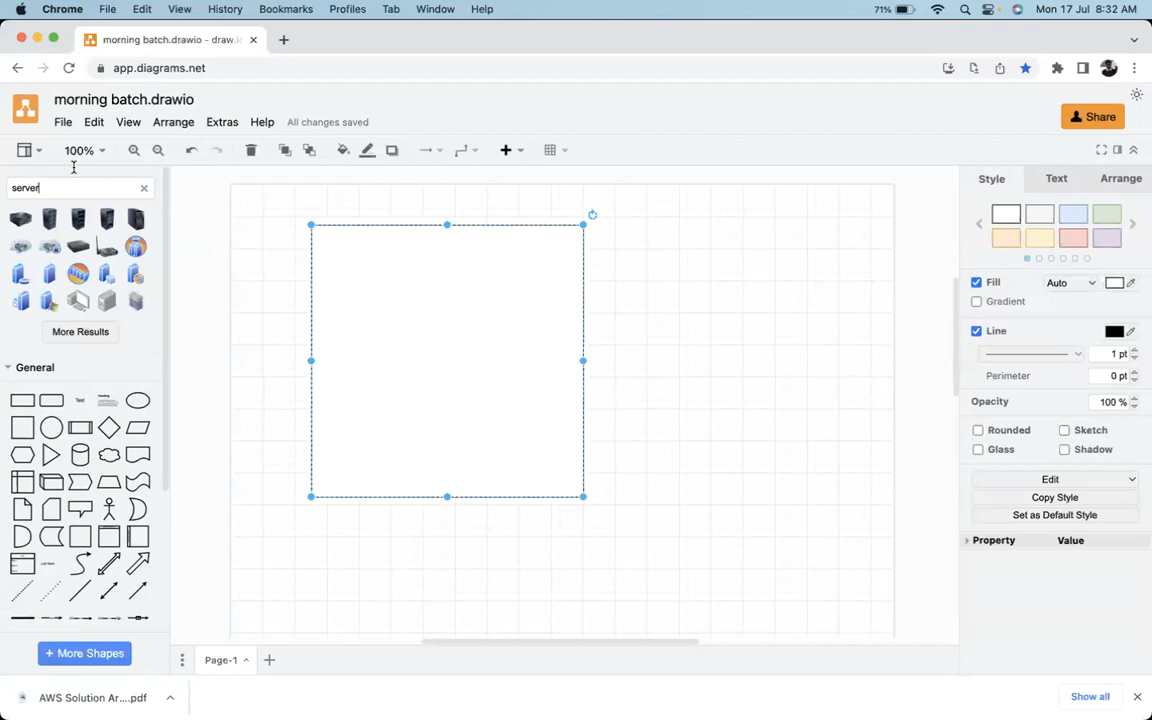 Chrome File Edit View History Bookmarks Profiles Tab Window Help 71% Mon 17 Jul 8:32 AM
morning batch.drawio - draw.i
app.diagrams.net
morning batch.drawio
File Edit View Arrange Extras Help All changes saved
Share
100%
server
Style Text Arrange
More Results
General
Text
Heading
Fill Auto
Gradient
Line
1 pt
Perimeter 0 pt
Opacity 100 %
Rounded Sketch
Glass Shadow
Edit
Copy Style
Set as Default Style
Property Value
+ More Shapes
Page-1
AWS Solution Ar....pdf
Show all